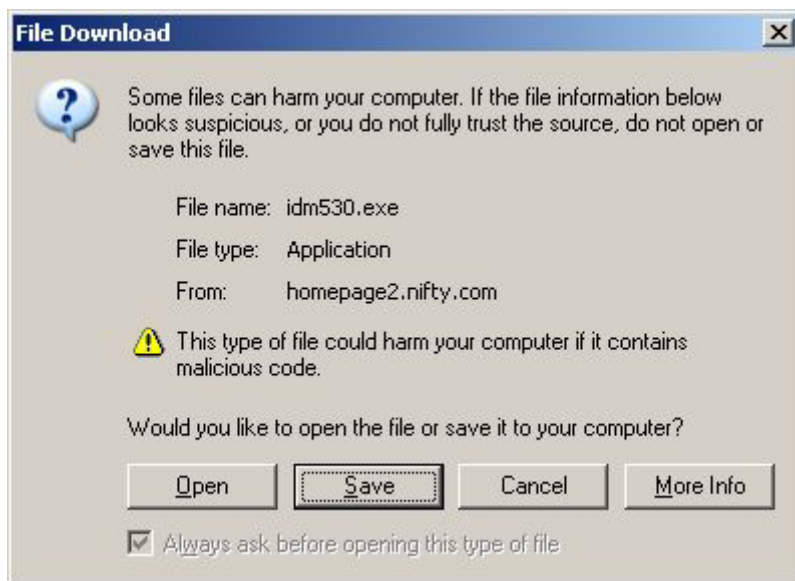 File Download
Some files can harm your computer. If the file information below
looks suspicious, or you do not fully trust the source, do not open or
save this file.
File name: idm530.exe
File type: Application
From: homepage2.nifty.com
This type of file could harm your computer if it contains
malicious code.
Would you like to open the file or save it to your computer?
Open Save Cancel More Info
Always ask before opening this type of file